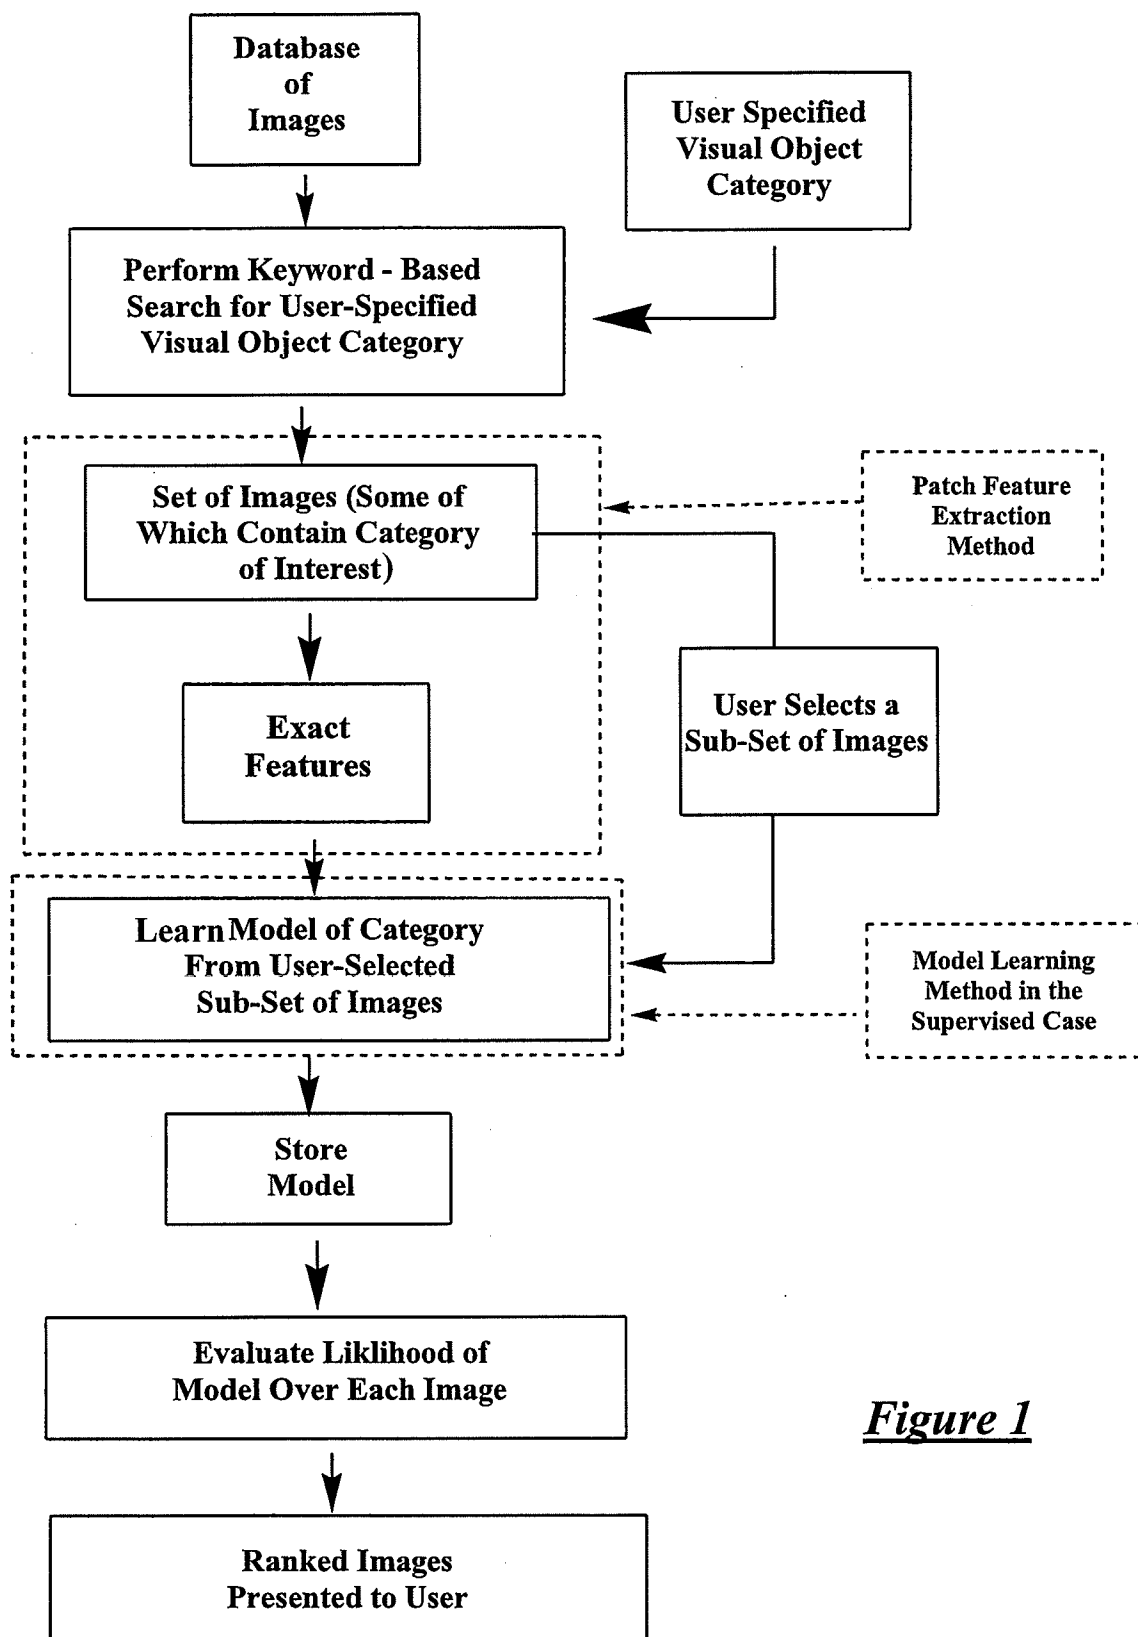 Database
of
Images
User Specified
Visual Object
Category
Perform Keyword - Based
Search for User-Specified
Visual Object Category
Set of Images (Some of
Which Contain Category
of Interest)
Patch Feature
Extraction
Method
Exact
Features
User Selects a
Sub-Set of Images
Learn Model of Category
From User-Selected
Sub-Set of Images
Model Learning
Method in the
Supervised Case
Store
Model
Evaluate Liklihood of
Model Over Each Image
Figure 1
Ranked Images
Presented to User